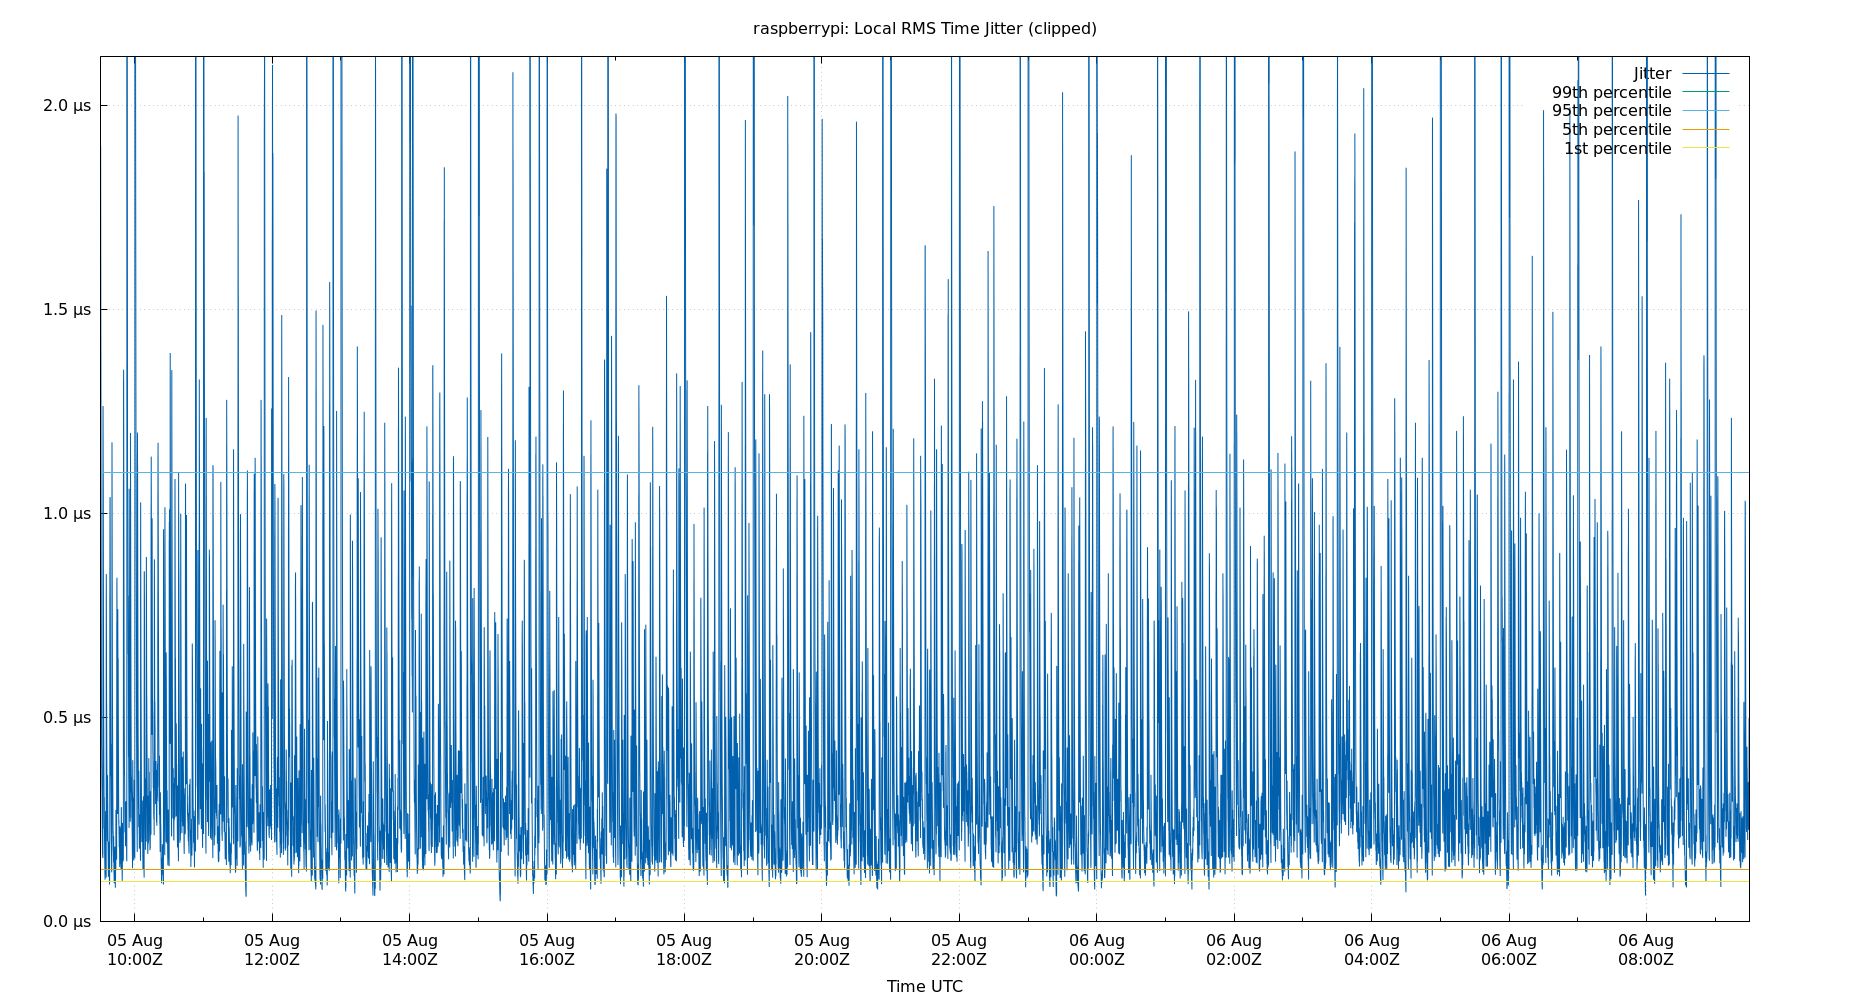 raspberrypi: Local RMS Time Jitter (clipped)
Jitter
99th percentile
95th percentile
5th percentile
1st percentile
2.0 µs
1.5 µs
1.0 µs
0.5 µs
0.0 µs
05 Aug 05 Aug 05 Aug 05 Aug 05 Aug 05 Aug 05 Aug 06 Aug 06 Aug 06 Aug 06 Aug 06 Aug
10:00Z 12:00Z 14:00Z 16:00Z 18:00Z 20:00Z 22:00Z 00:00Z 02:00Z 04:00Z 06:00Z 08:00Z
Time UTC